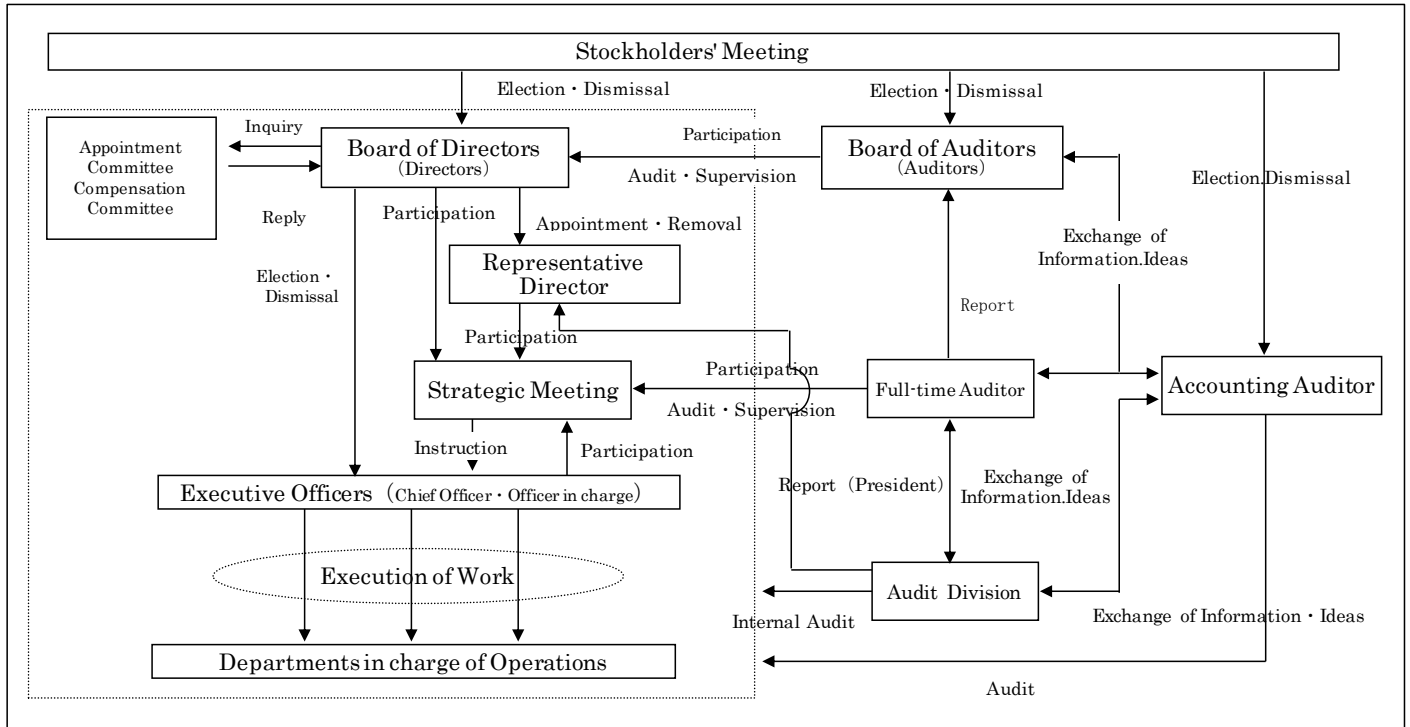 Stockholders' Meeting
Election・Dismissal
Election・Dismissal
Election.Dismissal
Appointment
Committee
Compensation
Committee
Inquiry
Reply
Board of Directors
(Directors)
Participation
Audit・Supervision
Board of Auditors
(Auditors)
Participation
Appointment・Removal
Exchange of
Information.Ideas
Election・
Dismissal
Representative
Director
Report
Participation
Strategic Meeting
Participation
Audit・Supervision
Full-time Auditor
Accounting Auditor
Instruction
Participation
Executive Officers (Chief Officer・Officer in charge)
Report (President)
Exchange of
Information.Ideas
Execution of Work
Audit Division
Internal Audit
Exchange of Information・Ideas
Departments in charge of Operations
Audit